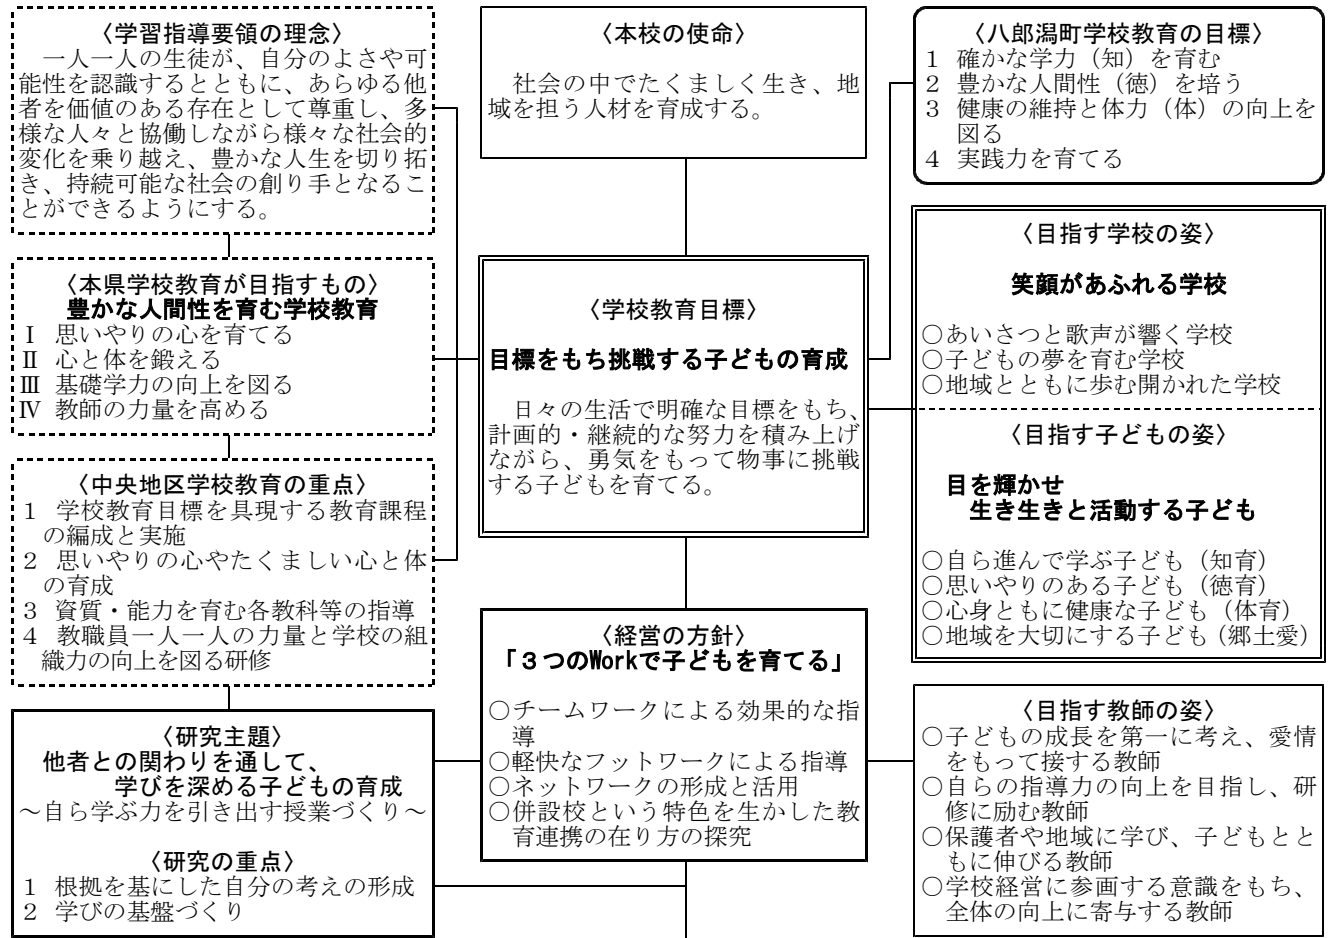 〈学習指導要領の理念〉
一人一人の生徒が、自分のよさや可
能性を認識するとともに、あらゆる他
者を価値のある存在として尊重し、多
様な人々と協働しながら様々な社会的
変化を乗り越え、豊かな人生を切り拓
き、持続可能な社会の創り手となるこ
とができるようにする。
〈本県学校教育が目指すもの〉
豊かな人間性を育む学校教育
Ⅰ 思いやりの心を育てる
Ⅱ 心と体を鍛える
Ⅲ 基礎学力の向上を図る
Ⅳ 教師の力量を高める
〈中央地区学校教育の重点〉
１ 学校教育目標を具現する教育課程
の編成と実施
２ 思いやりの心やたくましい心と体
の育成
３ 資質・能力を育む各教科等の指導
４ 教職員一人一人の力量と学校の組
織力の向上を図る研修
〈研究主題〉
他者との関わりを通して、
学びを深める子どもの育成
～自ら学ぶ力を引き出す授業づくり～
〈研究の重点〉
１ 根拠を基にした自分の考えの形成
２ 学びの基盤づくり
〈本校の使命〉
社会の中でたくましく生き、地
域を担う人材を育成する。
〈学校教育目標〉
目標をもち挑戦する子どもの育成
日々の生活で明確な目標をもち、
計画的・継続的な努力を積み上げ
ながら、勇気をもって物事に挑戦
する子どもを育てる。
〈経営の方針〉
「３つのWorkで子どもを育てる」
○チームワークによる効果的な指
導
○軽快なフットワークによる指導
○ネットワークの形成と活用
○併設校という特色を生かした教
育連携の在り方の探究
〈八郎潟町学校教育の目標〉
１ 確かな学力（知）を育む
２ 豊かな人間性（徳）を培う
３ 健康の維持と体力（体）の向上を
図る
４ 実践力を育てる
〈目指す学校の姿〉
笑顔があふれる学校
○あいさつと歌声が響く学校
○子どもの夢を育む学校
○地域とともに歩む開かれた学校
〈目指す子どもの姿〉
目を輝かせ
生き生きと活動する子ども
○自ら進んで学ぶ子ども（知育）
○思いやりのある子ども（徳育）
○心身ともに健康な子ども（体育）
○地域を大切にする子ども（郷土愛）
〈目指す教師の姿〉
○子どもの成長を第一に考え、愛情
をもって接する教師
○自らの指導力の向上を目指し、研
修に励む教師
○保護者や地域に学び、子どもとと
もに伸びる教師
○学校経営に参画する意識をもち、
全体の向上に寄与する教師